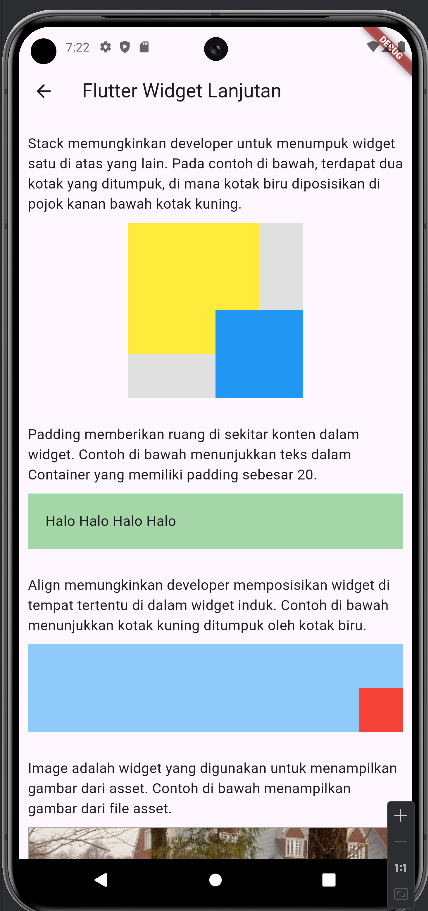 7:22
DEBUG
Flutter Widget Lanjutan
Stack memungkinkan developer untuk menumpuk widget
satu di atas yang lain. Pada contoh di bawah, terdapat dua
kotak yang ditumpuk, di mana kotak biru diposisikan di
pojok kanan bawah kotak kuning.
Padding memberikan ruang di sekitar konten dalam
widget. Contoh di bawah menunjukkan teks dalam
Container yang memiliki padding sebesar 20.
Halo Halo Halo Halo
Align memungkinkan developer memposisikan widget di
tempat tertentu di dalam widget induk. Contoh di bawah
menunjukkan kotak kuning ditumpuk oleh kotak biru.
Image adalah widget yang digunakan untuk menampilkan
gambar dari asset. Contoh di bawah menampilkan
gambar dari file asset.
1:1